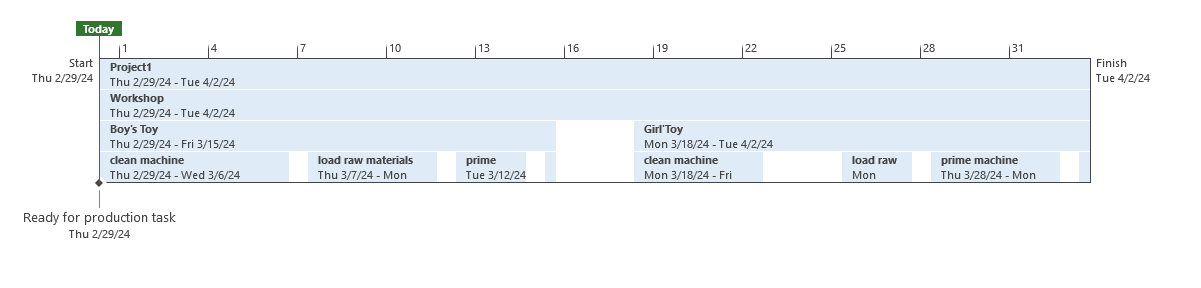 Today
1 4 7 10 13 16 19 22 25 28 31
Start
Thu 2/29/24
Finish
Tue 4/2/24
Project1
Thu 2/29/24 - Tue 4/2/24
Workshop
Thu 2/29/24 - Tue 4/2/24
Boy's Toy
Thu 2/29/24 - Fri 3/15/24
Girl'Toy
Mon 3/18/24 - Tue 4/2/24
clean machine
Thu 2/29/24 - Wed 3/6/24
load raw materials
Thu 3/7/24 - Mon
prime
Tue 3/12/24
clean machine
Mon 3/18/24 - Fri
load raw
Mon
prime machine
Thu 3/28/24 - Mon
Ready for production task
Thu 2/29/24